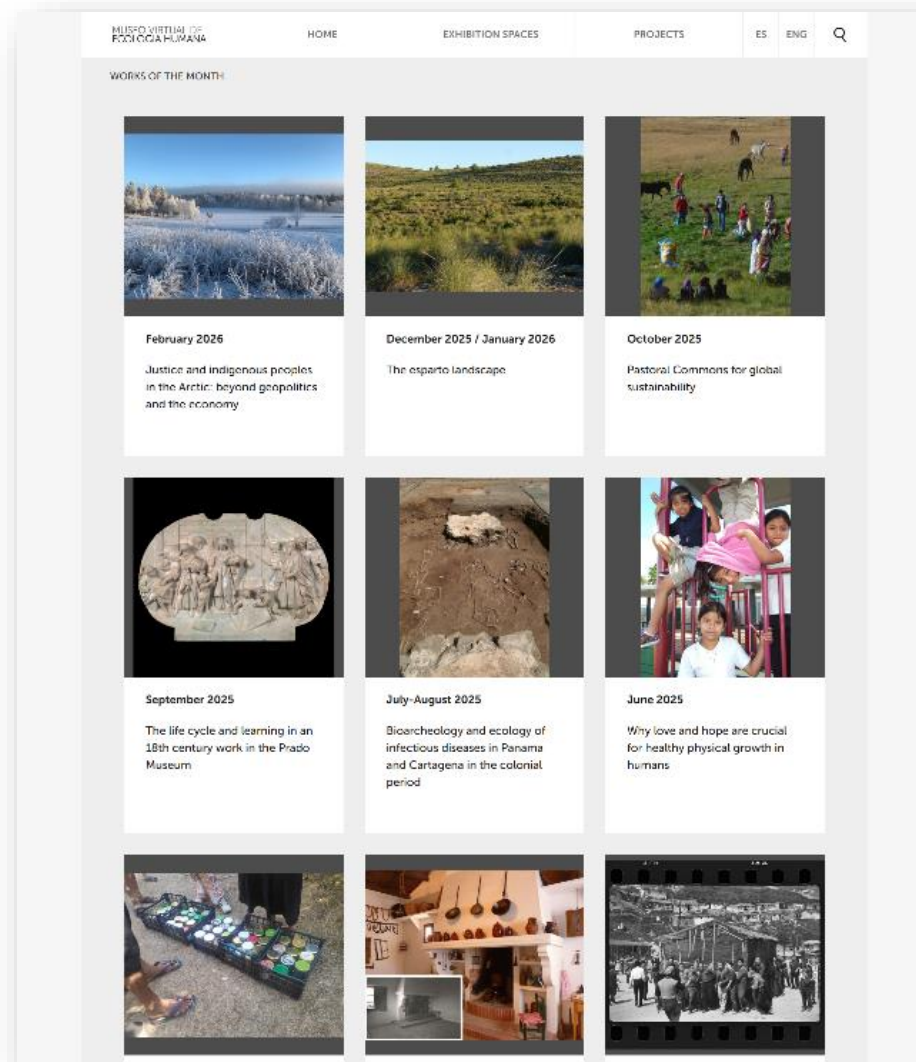 MUSEO VIRTUAL DE
ECOLOGÍA HUMANA
HOME
EXHIBITION SPACES
PROJECTS
ES
ENG
WORKS OF THE MONTH
February 2026
Justice and indigenous peoples
in the Arctic: beyond geopolitics
and the economy
December 2025 / January 2026
The esparto landscape
October 2025
Pastoral Commons for global
sustainability
September 2025
The life cycle and learning in an
18th century work in the Prado
Museum
July-August 2025
Bioarcheology and ecology of
infectious diseases in Panama
and Cartagena in the colonial
period
June 2025
Why love and hope are crucial
for healthy physical growth in
humans